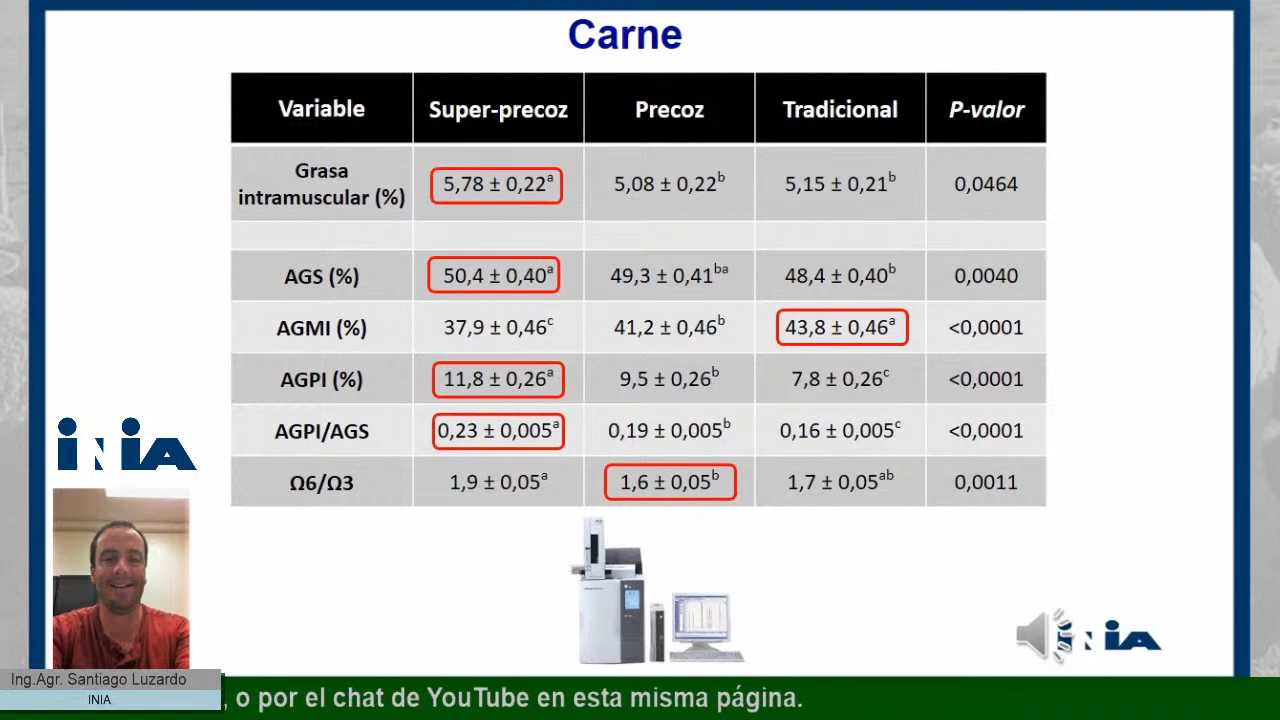 Carne
Variable Super-precoz Precoz Tradicional P-valor
Grasa
intramuscular (%) 5,78 ± 0,22a 5,08 ± 0,22b 5,15 ± 0,21b 0,0464
AGS (%) 50,4 ± 0,40a 49,3 ± 0,41ba 48,4 ± 0,40b 0,0040
AGMI (%) 37,9 ± 0,46c 41,2 ± 0,46b 43,8 ± 0,46a <0,0001
AGPI (%) 11,8 ± 0,26a 9,5 ± 0,26b 7,8 ± 0,26c <0,0001
AGPI/AGS 0,23 ± 0,005a 0,19 ± 0,005b 0,16 ± 0,005c <0,0001
Ω6/Ω3 1,9 ± 0,05a 1,6 ± 0,05b 1,7 ± 0,05ab 0,0011
iNiA
iNiA
Ing.Agr. Santiago Luzardo
INIA
, o por el chat de YouTube en esta misma página.